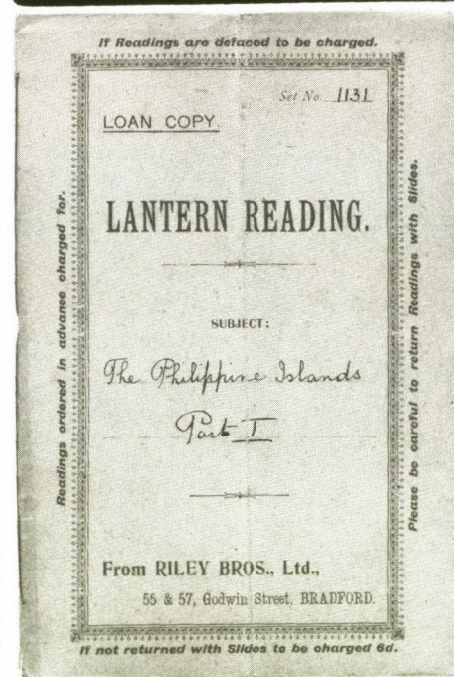 If Readings are defaced to be charged.
Set No. 1131
LOAN COPY
LANTERN READING.
SUBJECT:
The Philippine Islands
Part I
From RILEY BROS., Ltd.,
55 & 57, Godwin Street, BRADFORD.
If not returned with Slides to be charged 6d.
Readings ordered in advance charged for.
Please be careful to return Readings with Slides.